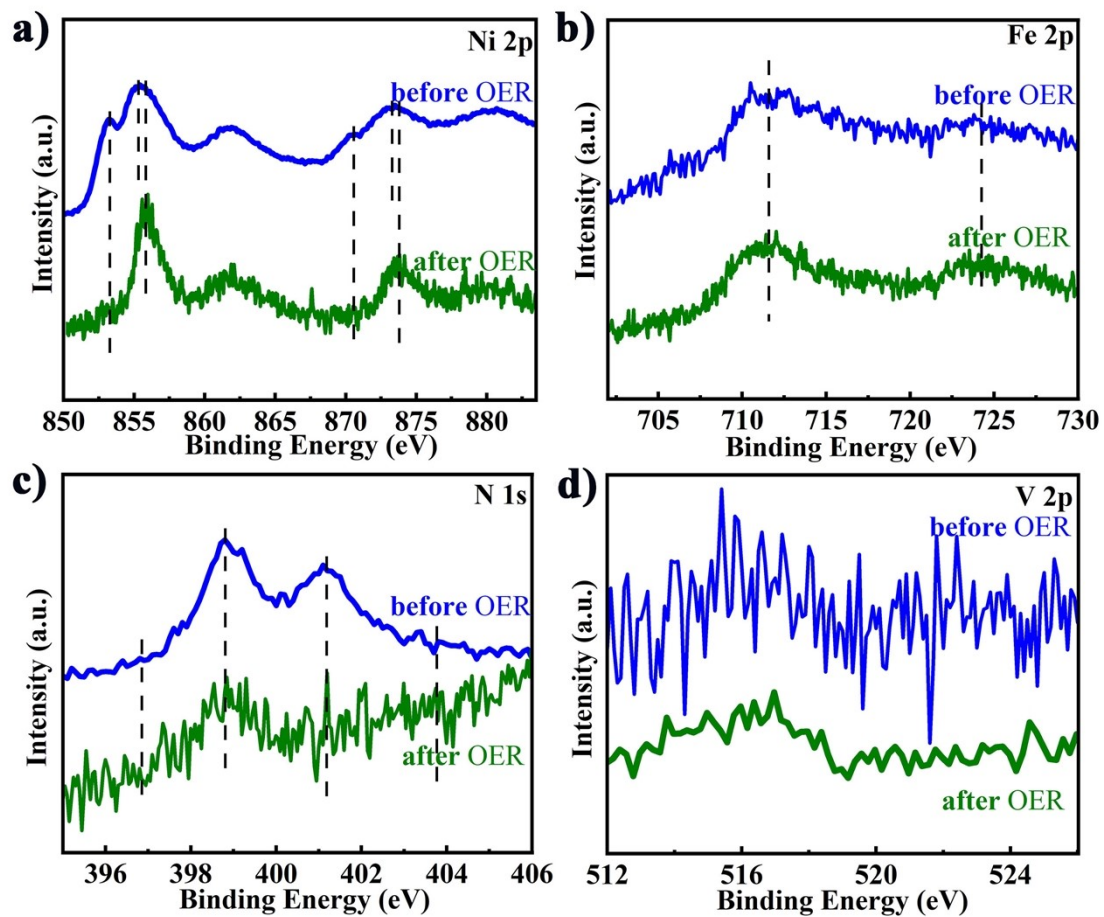 a)
Ni 2p
before OER
after OER
Intensity (a.u.)
850 855 860 865 870 875 880
Binding Energy (eV)
b)
Fe 2p
before OER
after OER
Intensity (a.u.)
705 710 715 720 725 730
Binding Energy (eV)
c)
N 1s
before OER
after OER
Intensity (a.u.)
396 398 400 402 404 406
Binding Energy (eV)
d)
V 2p
before OER
after OER
Intensity (a.u.)
512 516 520 524
Binding Energy (eV)